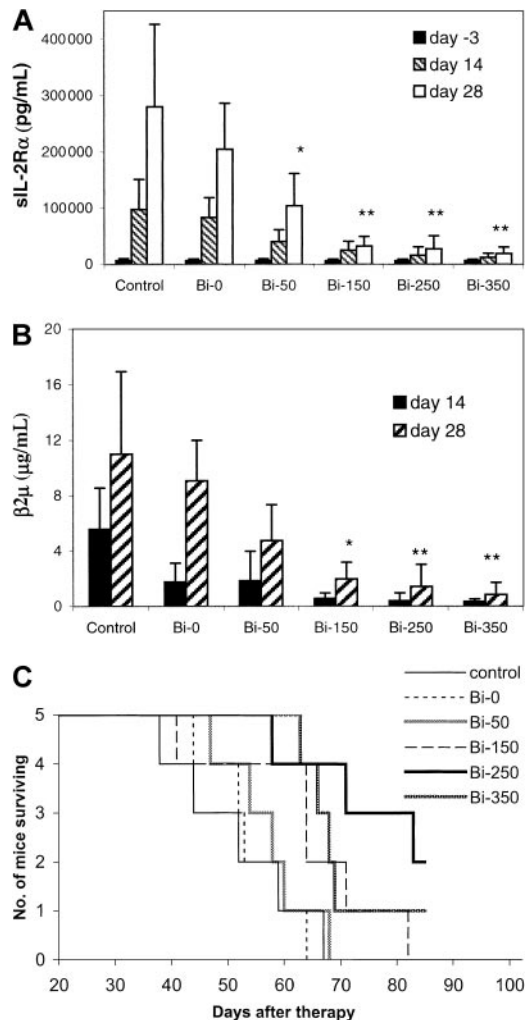 A
sIL-2Rα (pg/mL)
400000
300000
200000
100000
0
day -3
day 14
day 28
*
**
**
**
Control Bi-0 Bi-50 Bi-150 Bi-250 Bi-350
B
β2μ (μg/mL)
20
16
12
8
4
0
day 14
day 28
*
**
**
Control Bi-0 Bi-50 Bi-150 Bi-250 Bi-350
C
No. of mice surviving
5
4
3
2
1
0
control
Bi-0
Bi-50
Bi-150
Bi-250
Bi-350
20 30 40 50 60 70 80 90 100
Days after therapy